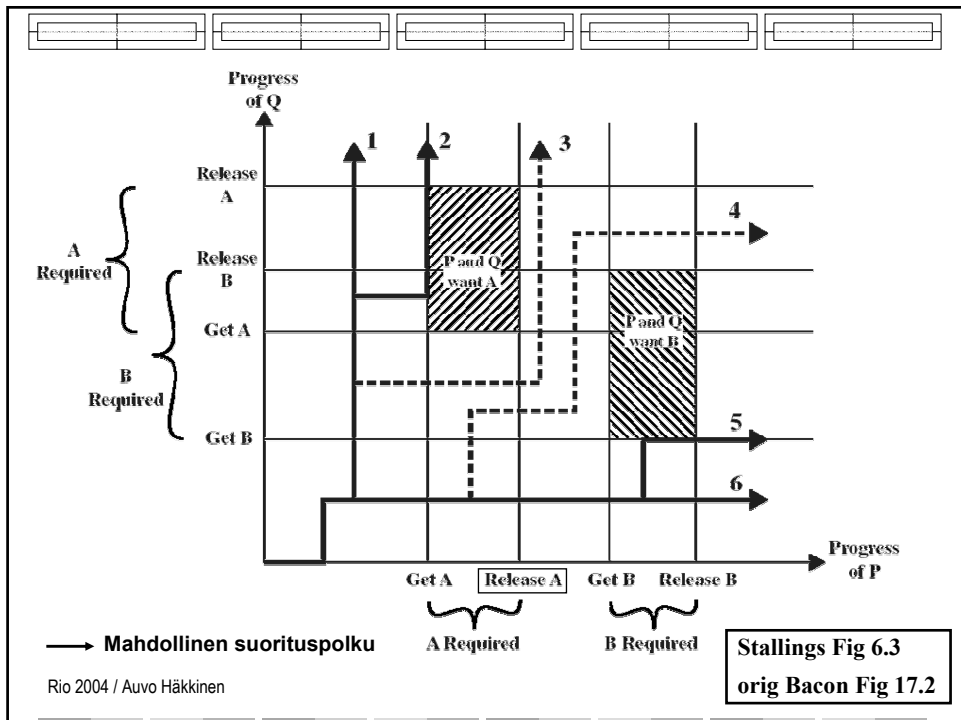 Progress
of Q
1
2
3
Release
A
4
A
Required
Release
B
P and Q
want A
Get A
P and Q
want B
B
Required
Get B
5
6
Progress
of P
Get A
Release A
Get B
Release B
A Required
B Required
Mahdollinen suorituspolku
Stallings Fig 6.3
orig Bacon Fig 17.2
Rio 2004 / Auvo Häkkinen